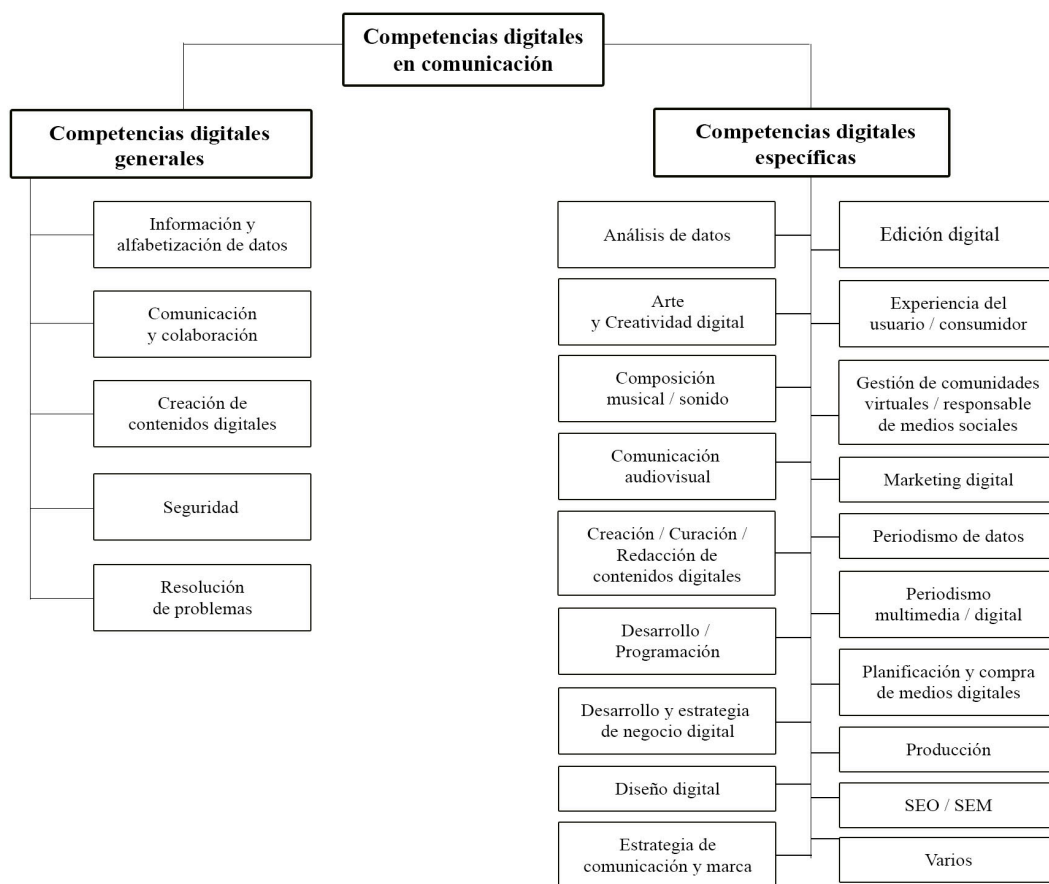 Competencias digitales
en comunicación
Competencias digitales
generales
Información y
alfabetización de datos
Comunicación
y colaboración
Creación de
contenidos digitales
Seguridad
Resolución
de problemas
Competencias digitales
específicas
Análisis de datos
Arte
y Creatividad digital
Composición
musical / sonido
Comunicación
audiovisual
Creación / Curación /
Redacción de
contenidos digitales
Desarrollo /
Programación
Desarrollo y estrategia
de negocio digital
Diseño digital
Estrategia de
comunicación y marca
Edición digital
Experiencia del
usuario / consumidor
Gestión de comunidades
virtuales / responsable
de medios sociales
Marketing digital
Periodismo de datos
Periodismo
multimedia / digital
Planificación y compra
de medios digitales
Producción
SEO / SEM
Varios